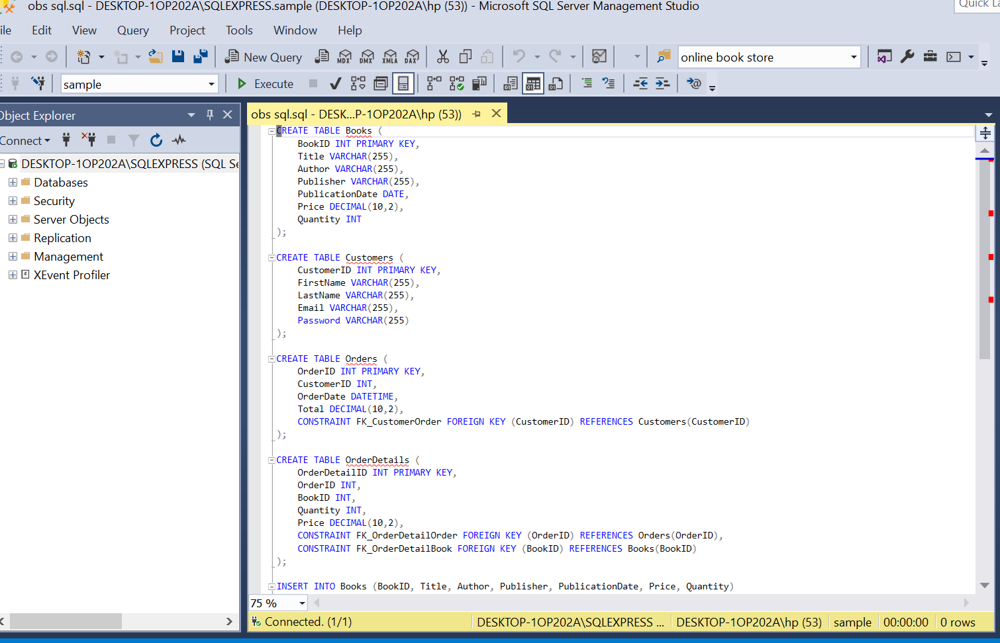 obs sql.sql - DESKTOP-1OP202A\SQLEXPRESS.sample (DESKTOP-1OP202A\hp (53)) - Microsoft SQL Server Management Studio
Quick La
ile Edit View Query Project Tools Window Help
New Query MDX DMX XMLA DAX online book store
sample Execute
Object Explorer
Connect
DESKTOP-1OP202A\SQLEXPRESS (SQL Se
Databases
Security
Server Objects
Replication
Management
XEvent Profiler
obs sql.sql - DESK...P-1OP202A\hp (53))
CREATE TABLE Books (
BookID INT PRIMARY KEY,
Title VARCHAR(255),
Author VARCHAR(255),
Publisher VARCHAR(255),
PublicationDate DATE,
Price DECIMAL(10,2),
Quantity INT
);
CREATE TABLE Customers (
CustomerID INT PRIMARY KEY,
FirstName VARCHAR(255),
LastName VARCHAR(255),
Email VARCHAR(255),
Password VARCHAR(255)
);
CREATE TABLE Orders (
OrderID INT PRIMARY KEY,
CustomerID INT,
OrderDate DATETIME,
Total DECIMAL(10,2),
CONSTRAINT FK_CustomerOrder FOREIGN KEY (CustomerID) REFERENCES Customers(CustomerID)
);
CREATE TABLE OrderDetails (
OrderDetailID INT PRIMARY KEY,
OrderID INT,
BookID INT,
Quantity INT,
Price DECIMAL(10,2),
CONSTRAINT FK_OrderDetailOrder FOREIGN KEY (OrderID) REFERENCES Orders(OrderID),
CONSTRAINT FK_OrderDetailBook FOREIGN KEY (BookID) REFERENCES Books(BookID)
);
INSERT INTO Books (BookID, Title, Author, Publisher, PublicationDate, Price, Quantity)
75 %
Connected. (1/1) DESKTOP-1OP202A\SQLEXPRESS ... DESKTOP-1OP202A\hp (53) sample 00:00:00 0 rows